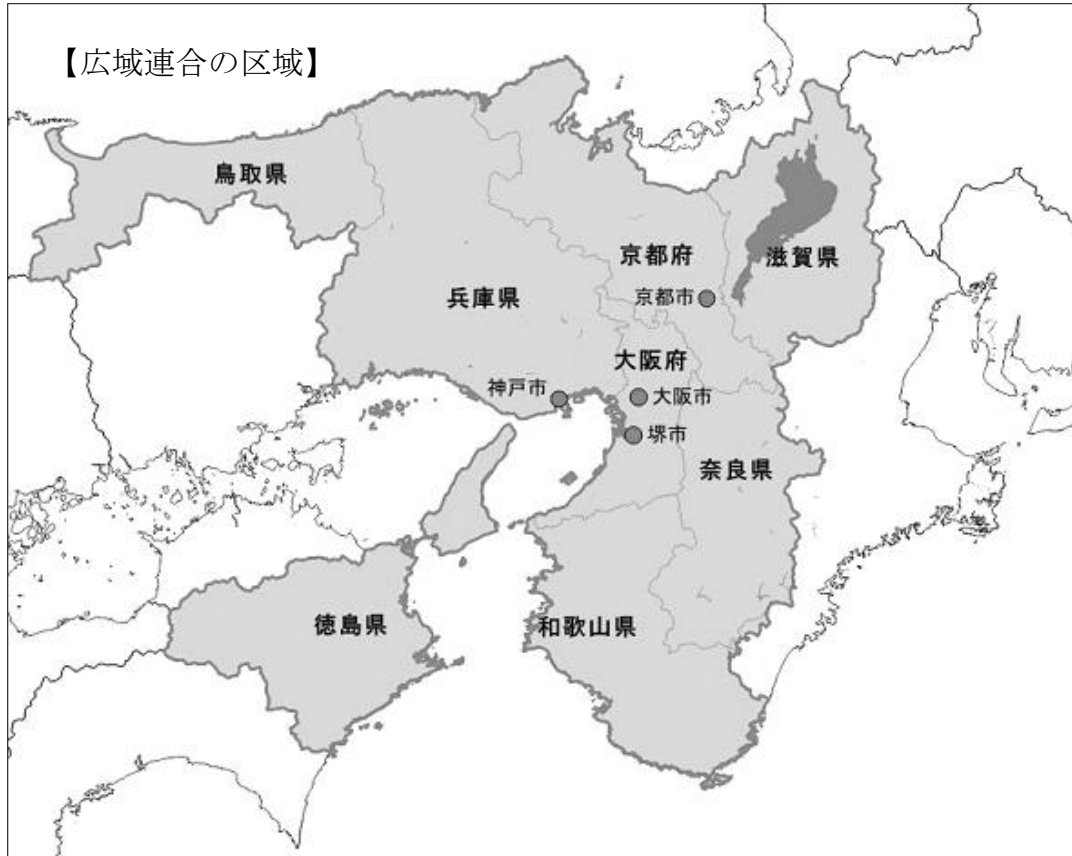 【広域連合の区域】
鳥取県
京都府
滋賀県
兵庫県
京都市
大阪府
神戸市
大阪市
堺市
奈良県
徳島県
和歌山県